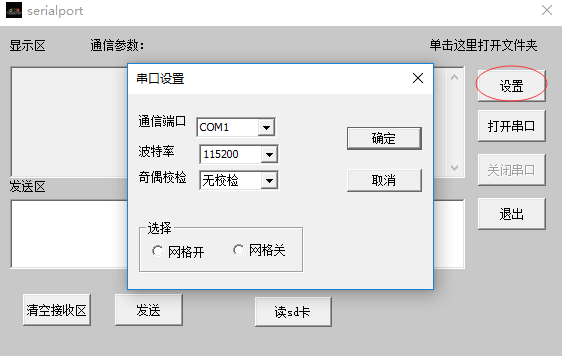 serialport
显示区 通信参数： 单击这里打开文件夹
串口设置
设置
通信端口 COM1
确定
打开串口
波特率 115200
奇偶校检 无校检
取消
关闭串口
发送区
退出
选择
网格开 网格关
清空接收区 发送 读sd卡